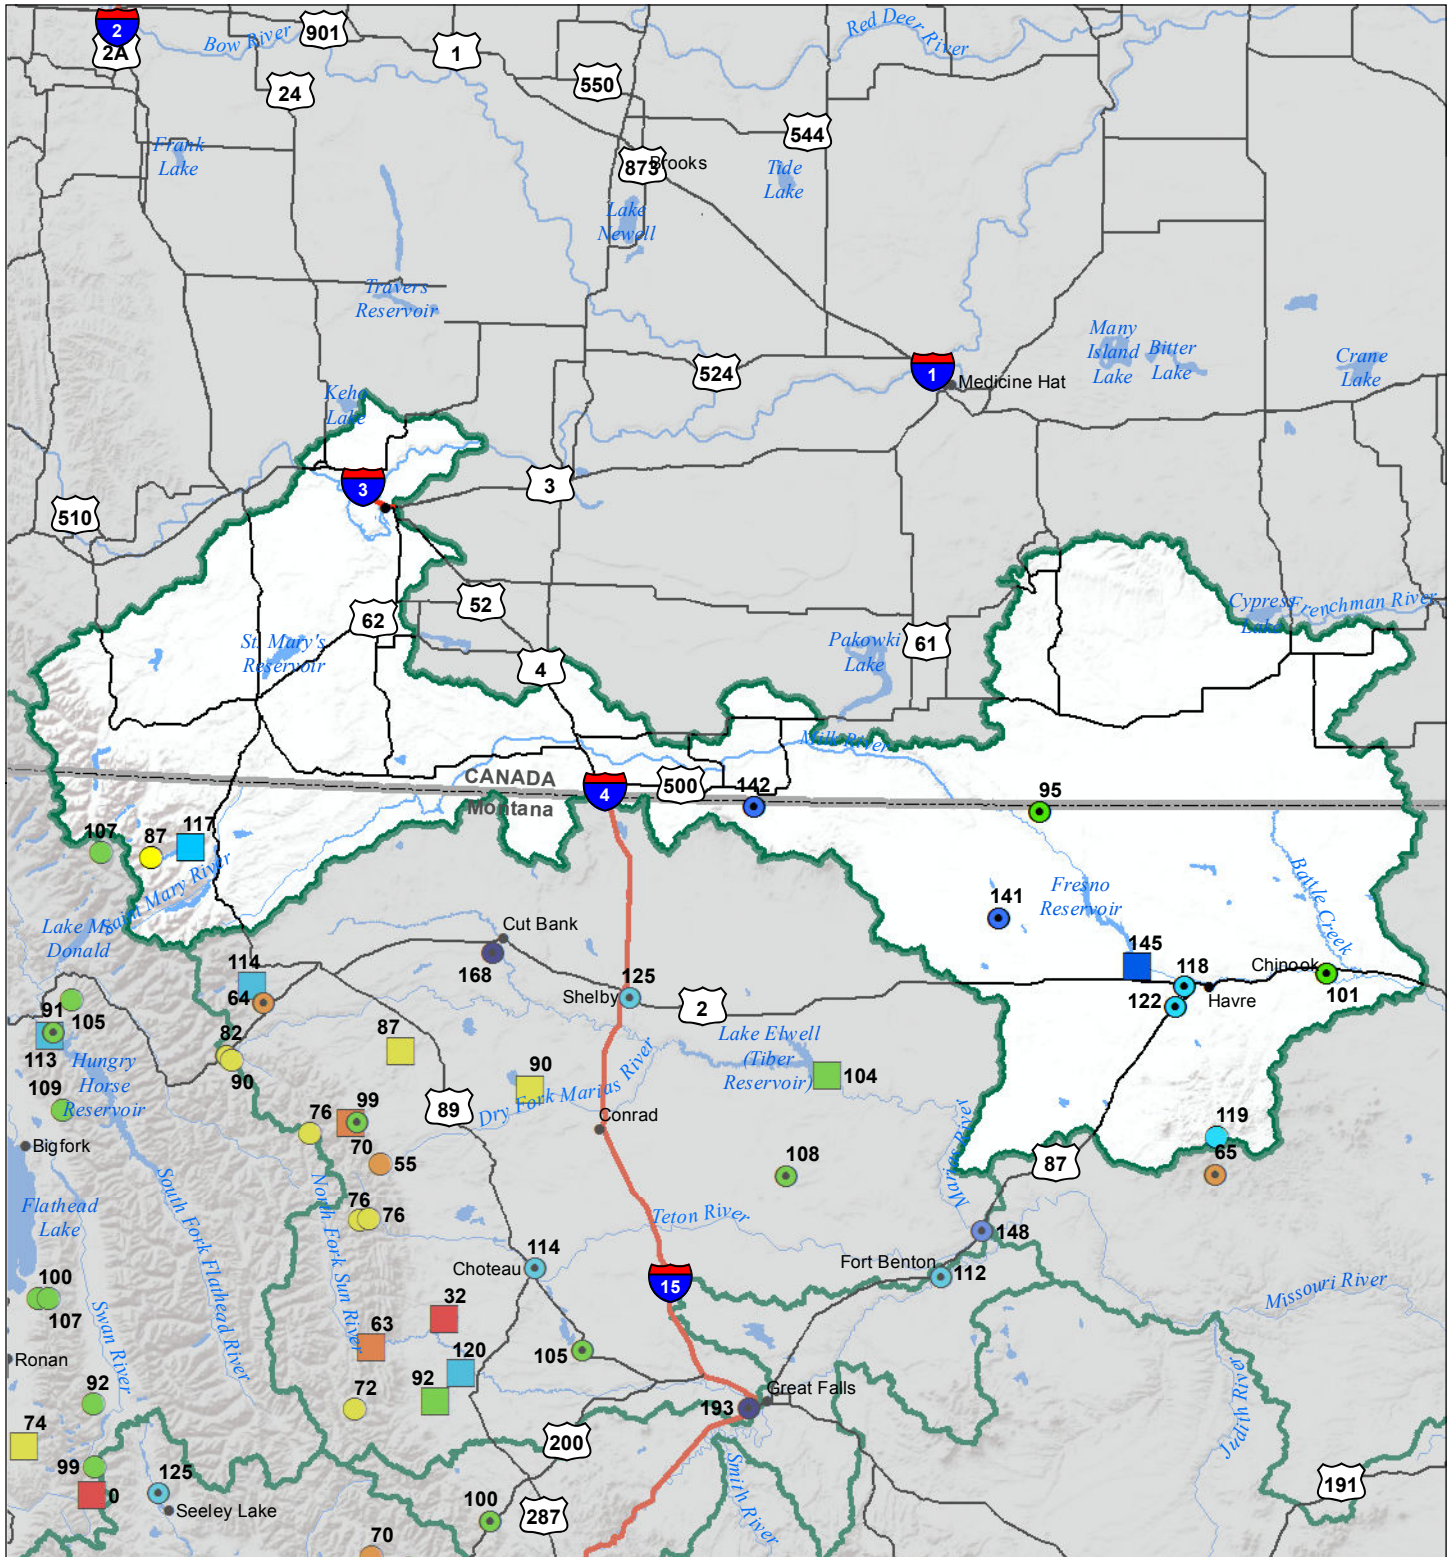 2
2A
Bow River
901
1
Red Deer River
24
550
544
Frank
Lake
873
Brooks
Tide
Lake
Lake
Newell
Travers
Reservoir
Many
Island
Lake
Bitter
Lake
Crane
Lake
524
1
Medicine Hat
Keho
Lake
3
3
510
52
62
St. Mary's
Reservoir
4
Pakowki
Lake
61
Cypress
Lake
Frenchman River
Milk River
CANADA
Montana
4
500
142
95
107
87
117
Saint Mary River
Lake Mc
Donald
141
Fresno
Reservoir
Battle Creek
Cut Bank
168
145
118
Chinook
101
122
Havre
114
64
125
Shelby
2
91
105
113
Hungry
Horse
Reservoir
82
90
87
90
Lake Elwell
(Tiber
Reservoir)
104
109
89
Dry Fork Marias River
Conrad
Marias River
119
65
Bigfork
76
99
70
55
108
87
Flathead
Lake
South Fork Flathead River
North Fork Sun River
76
76
Teton River
148
Fort Benton
112
Choteau
114
15
Missouri River
100
107
Swan River
32
63
120
105
Ronan
92
72
92
Great Falls
193
Judith River
74
200
99
0
125
Seeley Lake
Smith River
191
100
287
70